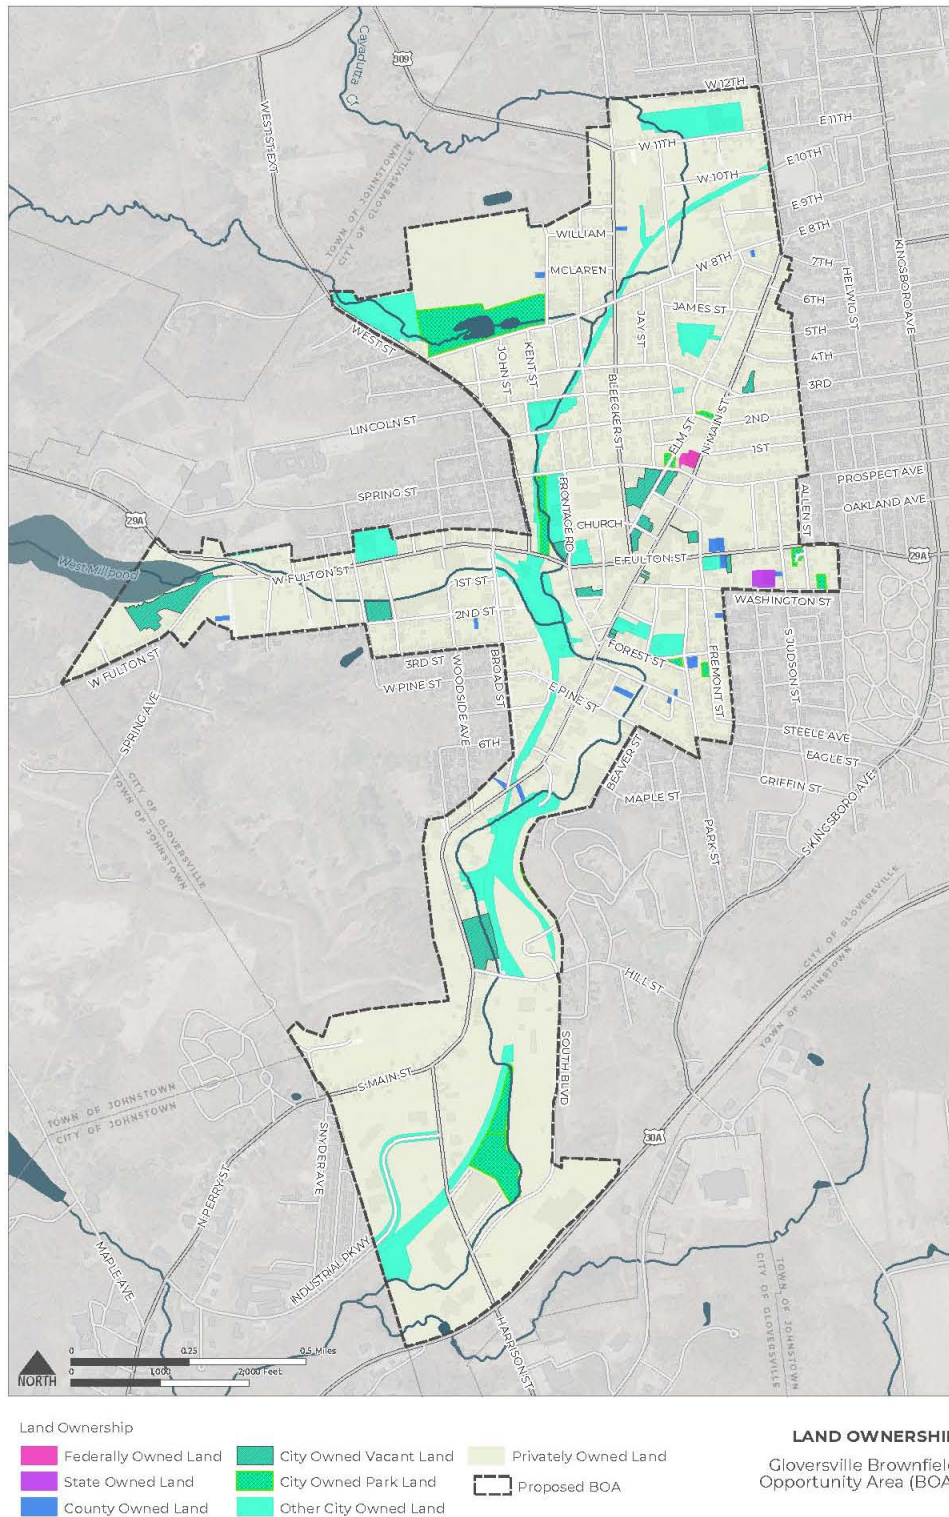 Cayadutta
C
309
W 12TH
E 11TH
W 11TH
WEST ST EXT
TOWN OF JOHNSTOWN
CITY OF GLOVERSVILLE
E 10TH
W 10TH
E 9TH
E 8TH
WILLIAM
KINGSBORO AVE
MCLAREN
W 8TH
7TH
HELWIG ST
6TH
JAMES ST
WEST ST
JAY ST
5TH
JOHN ST
KENT ST
4TH
3RD
BLEECKER ST
LINCOLN ST
ELM ST
N MAIN ST
2ND
1ST
PROSPECT AVE
SPRING ST
FRONTAGE RD
ALLEN ST
OAKLAND AVE
29A
CHURCH
E FULTON ST
29A
West Mill pond
W FULTON ST
1ST ST
WASHINGTON ST
2ND ST
W FULTON ST
3RD ST
FOREST ST
FREMONT ST
S JUDSON ST
W PINE ST
WOODSIDE AVE
BROAD ST
E PINE ST
SPRING AVE
6TH
STEELE AVE
EAGLE ST
BEAVER ST
GRIFFIN ST
MAPLE ST
CITY OF GLOVERSVILLE
TOWN OF JOHNSTOWN
PARK ST
S KINGSBORO AVE
CITY OF GLOVERSVILLE
TOWN OF JOHNSTOWN
HILL ST
SOUTH BLVD
S MAIN ST
TOWN OF JOHNSTOWN
CITY OF JOHNSTOWN
30A
SNYDER AVE
N PERRY ST
MAPLE AVE
INDUSTRIAL PKWY
TOWN OF JOHNSTOWN
CITY OF GLOVERSVILLE
HARRISON ST
NORTH
0 0.25 0.5 Miles
0 1,000 2,000 Feet
Land Ownership
Federally Owned Land
State Owned Land
County Owned Land
City Owned Vacant Land
City Owned Park Land
Other City Owned Land
Privately Owned Land
Proposed BOA
LAND OWNERSHI
Gloversville Brownfiel
Opportunity Area (BOA